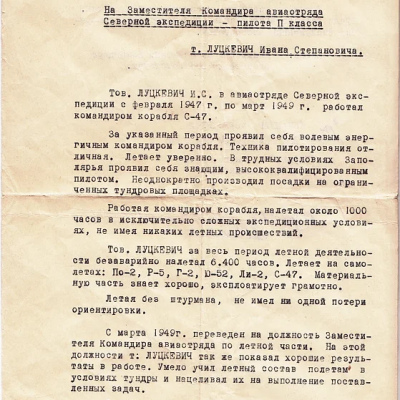 На Заместителя Командира авиаотряда
Северной экспедиции – пилота П класса
т. ЛУЦКЕВИЧ Ивана Степановича.
Тов. ЛУЦКЕВИЧ И.С. в авиаотряде Северной экс-
педиции с февраля 1947 г. по март 1949 г. работал
командиром корабля С-47.
За указанный период проявил себя волевым энер-
гичным командиром корабля. Техника пилотирования от-
личная. Летает уверенно. В трудных условиях Запо-
лярья проявил себя знающим, высококвалифицированным
пилотом. Неоднократно производил посадки на ограни-
ченных тундровых площадках.
Работая командиром корабля, налетал около 1000
часов в исключительно сложных экспедиционных услови-
ях, не имея никаких летных происшествий.
Тов. ЛУЦКЕВИЧ за весь период летной деятельно-
сти безаварийно налетал 6.400 часов. Летает на само-
летах: По-2, Р-5, Г-2, Ю-52, Ли-2, С-47. Материаль-
ную часть знает хорошо, эксплоатирует грамотно.
Летая без штурмана, не имел ни одной потери
ориентировки.
С марта 1949г. переведен на должность Замести-
теля Командира авиаотряда по летной части. На этой
должности т: ЛУЦКЕВИЧ так же показал хорошие резуль-
таты в работе. Умело учил летный состав полетам в
условиях тундры и нацеливал их на выполнение постав-
ленных задач.